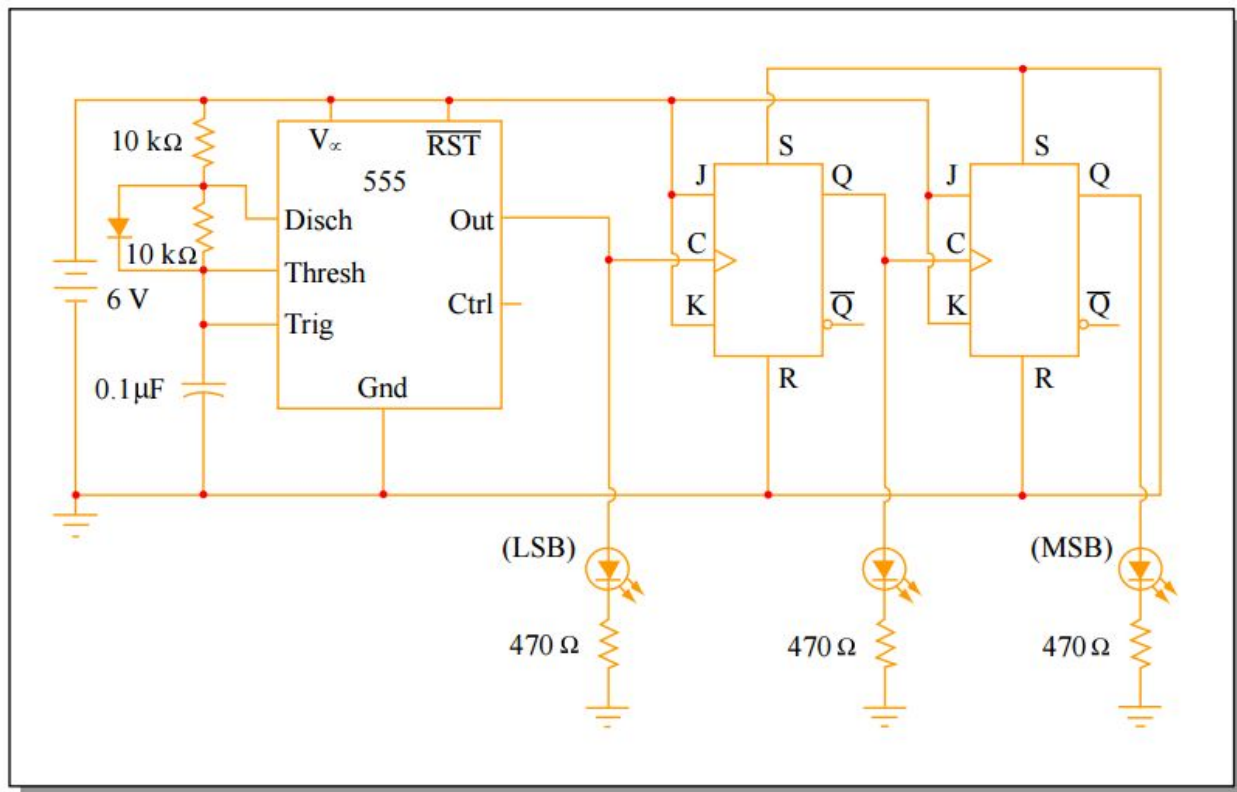 10 kΩ
V∝
RST
555
Disch
Out
10 kΩ
Thresh
6 V
Ctrl
Trig
0.1µF
Gnd
S
J
Q
C
K
Q
R
S
J
Q
C
K
Q
R
(LSB)
(MSB)
470 Ω
470 Ω
470 Ω